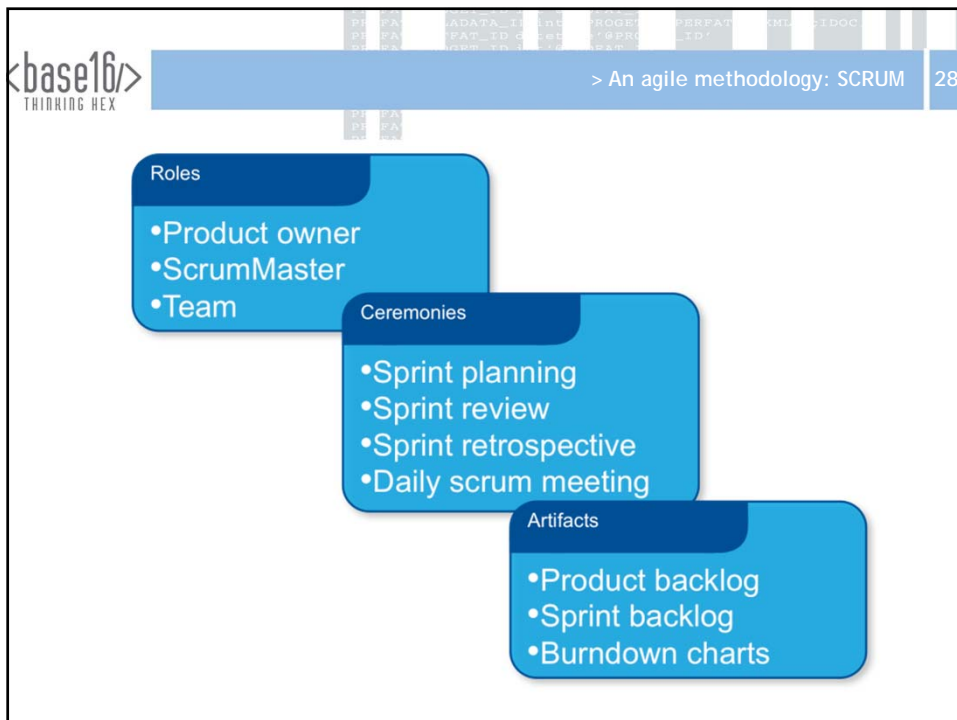 <base16/>
THINKING HEX
> An agile methodology: SCRUM
28
Roles
•Product owner
•ScrumMaster
•Team
Ceremonies
•Sprint planning
•Sprint review
•Sprint retrospective
•Daily scrum meeting
Artifacts
•Product backlog
•Sprint backlog
•Burndown charts